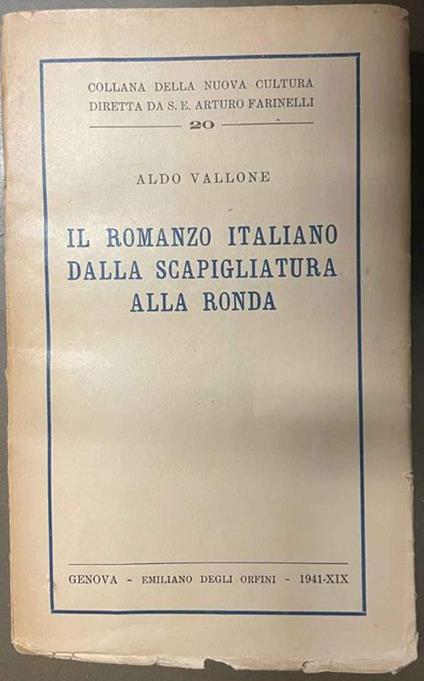 COLLANA DELLA NUOVA CULTURA
DIRETTA DA S. E. ARTURO FARINELLI
20
ALDO VALLONE
IL ROMANZO ITALIANO
DALLA SCAPIGLIATURA
ALLA RONDA
GENOVA - EMILIANO DEGLI ORFINI - 1941-XIX